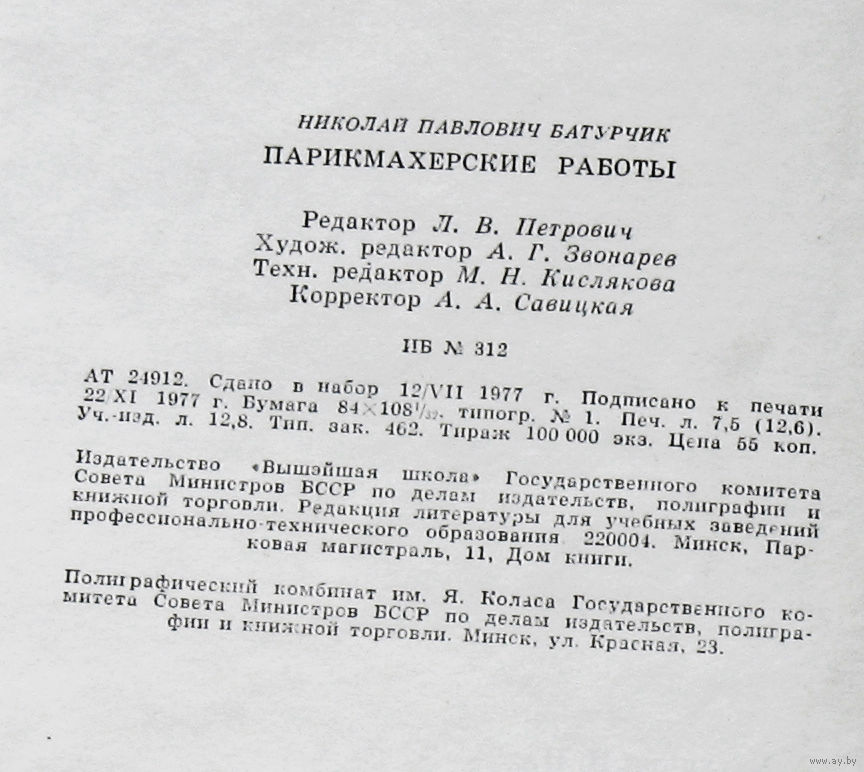 НИКОЛАЙ ПАВЛОВИЧ БАТУРЧИК
ПАРИКМАХЕРСКИЕ РАБОТЫ
Редактор Л. В. Петрович
Худож. редактор А. Г. Звонарев
Техн. редактор М. Н. Кислякова
Корректор А. А. Савицкая
ИБ № 312
АТ 24912. Сдано в набор 12/VII 1977 г. Подписано к печати
22/XI 1977 г. Бумага 84×108¹/₃₂. типогр. № 1. Печ. л. 7,5 (12,6).
Уч.-изд. л. 12,8. Тип. зак. 462. Тираж 100 000 экз. Цена 55 коп.
Издательство «Вышэйшая школа» Государственного комитета
Совета Министров БССР по делам издательств, полиграфии и
книжной торговли. Редакция литературы для учебных заведений
профессионально-технического образования 220004. Минск, Пар-
ковая магистраль, 11, Дом книги.
Полиграфический комбинат им. Я. Коласа Государственного ко-
митета Совета Министров БССР по делам издательств, полигра-
фии и книжной торговли. Минск, ул. Красная, 23.
www.ay.by